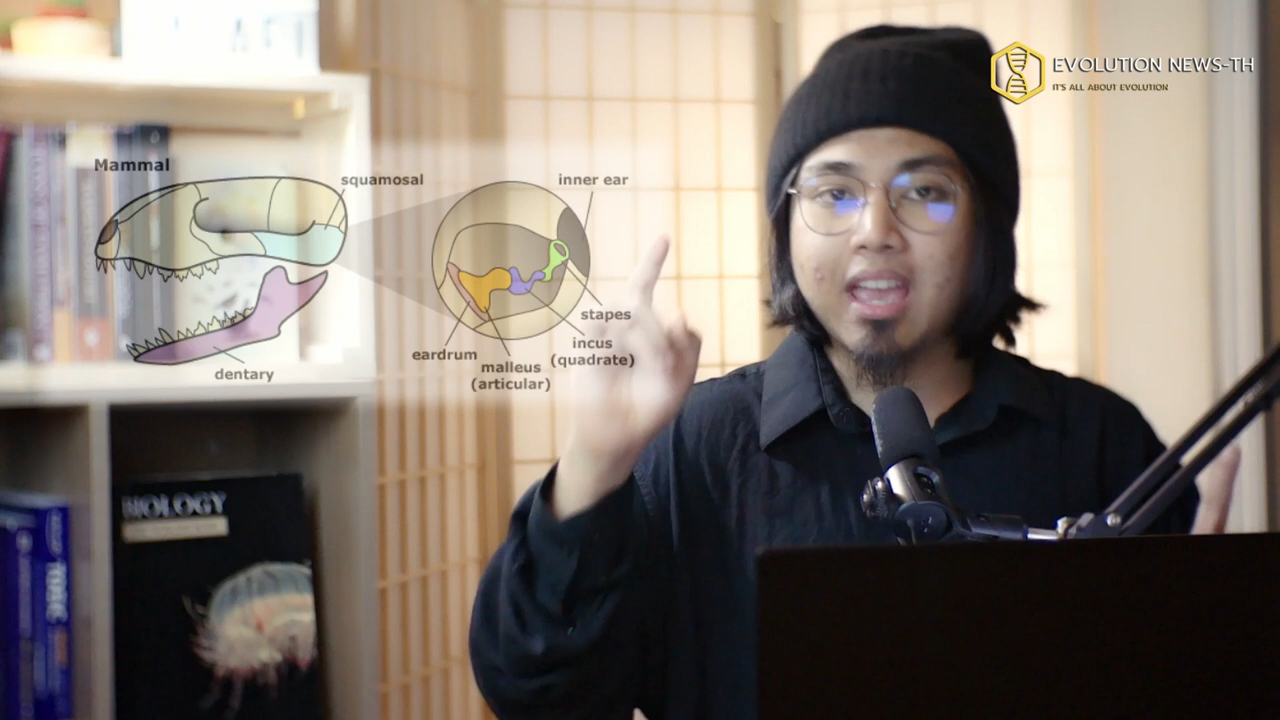 EVOLUTION NEWS-TH
IT'S ALL ABOUT EVOLUTION
Mammal
squamosal
inner ear
stapes
incus
(quadrate)
eardrum
malleus
(articular)
dentary
BIOLOGY